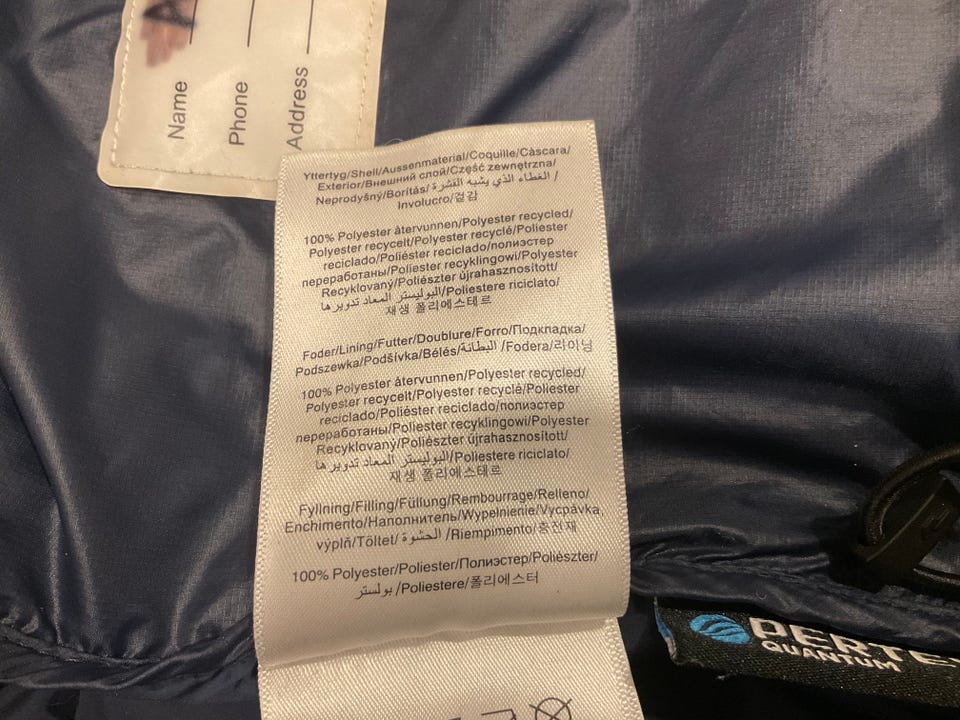 Name
Phone
Address
Yttertyg/Shell/Aussenmaterial/Coquille/Càscara/
Exterior/Внешний слой/Część zewnętrzna/
Neprodyšný/Borítás/ الغطاء الذي يشبه القشرة /
Involucro/겉감
100% Polyester återvunnen/Polyester recycled/
Polyester recycelt/Polyester recyclé/Poliester
reciclado/Poliéster reciclado/полиэстер
переработаны/Poliester recyklingowi/Polyester
Recyklovaný/Poliészter újrahasznosított/
البوليستر المعاد تدويرها/Poliestere riciclato/
재생 폴리에스테르
Foder/Lining/Futter/Doublure/Forro/Подкладка/
Podszewka/Podšívka/Bélés/البطانة /Fodera/라이닝
100% Polyester återvunnen/Polyester recycled/
Polyester recycelt/Polyester recyclé/Poliester
reciclado/Poliéster reciclado/полиэстер
переработаны/Poliester recyklingowi/Polyester
Recyklovaný/Poliészter újrahasznosított/
البوليستر المعاد تدويرها/Poliestere riciclato/
재생 폴리에스테르
Fyllning/Filling/Füllung/Rembourrage/Relleno/
Enchimento/Наполнитель/Wypełnienie/Vycpávka,
výplň/Töltet/ الحشوة /Riempimento/충전재
100% Polyester/Poliester/Полиэстер/Poliészter/
بولستر /Poliestere/폴리에스터
QUANTUM